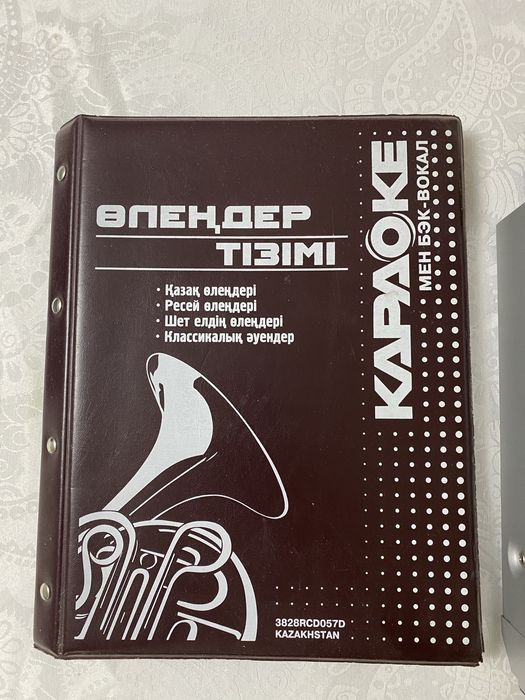 ӨЛЕҢДЕР
ТІЗІМІ
• Қазақ өлеңдері
• Ресей өлеңдері
• Шет елдің өлеңдері
• Классикалық әуендер
КАРАОКЕ
МЕН БЭК-ВОКАЛ
3828RCD057D
KAZAKHSTAN